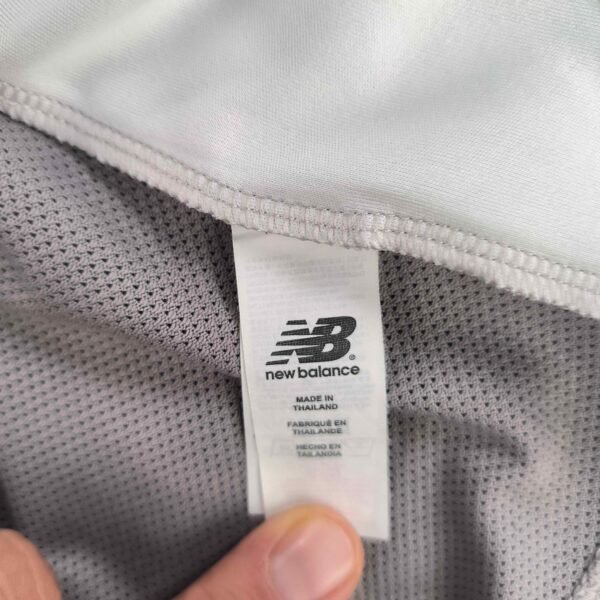 NB®
new balance
MADE IN
THAILAND
FABRIQUÉ EN
THAILANDE
HECHO EN
TAILANDIA